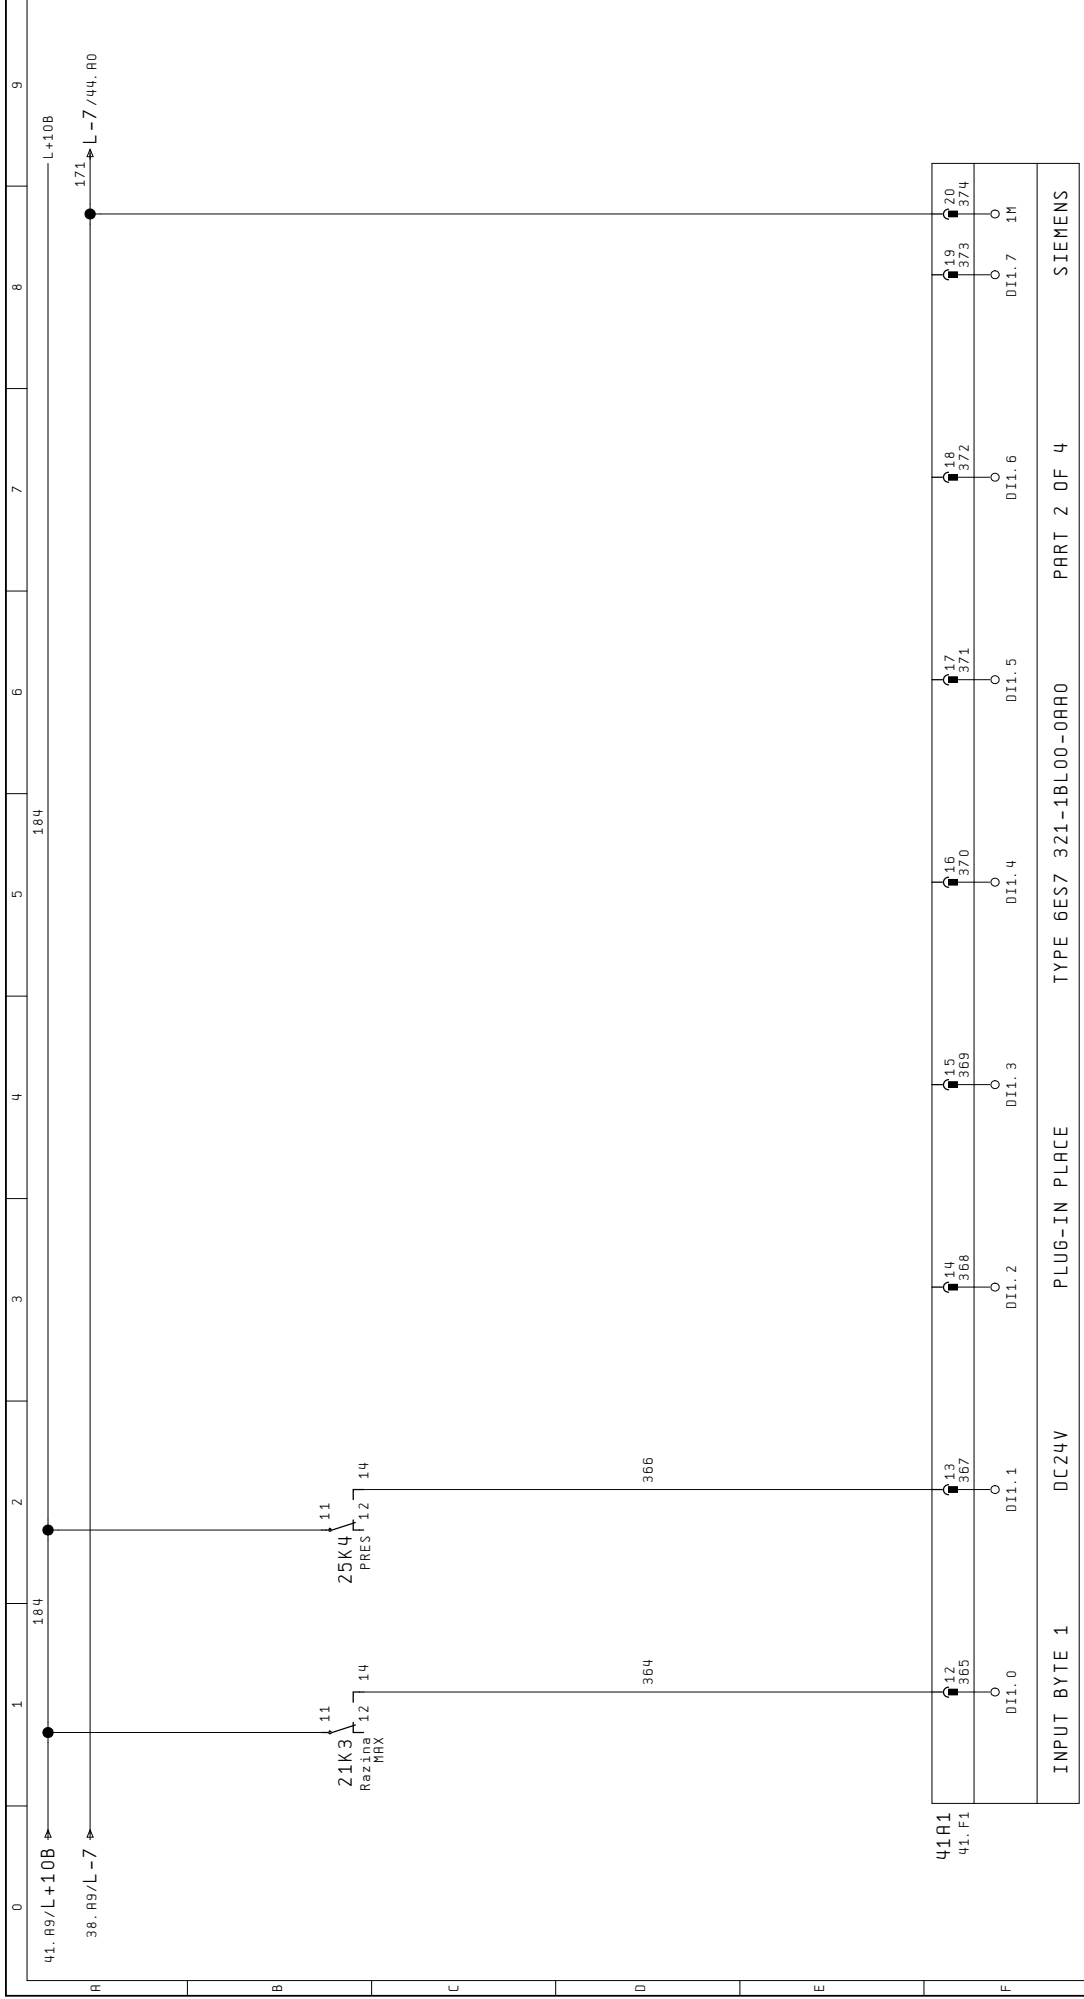 0 1 2 3 4 5 6 7 8 9
41.A9/L+10B 184 184 L+10B
38.A9/L-7 171 L-7/44.A0
A
B
C
D
E
F
11 11
21K3 12 14 25K4 12 14
Razina PRES
MAX
364 366
41A1 12 13 14 15 16 17 18 19 20
41.F1 365 367 368 369 370 371 372 373 374
DI1.0 DI1.1 DI1.2 DI1.3 DI1.4 DI1.5 DI1.6 DI1.7 1M
INPUT BYTE 1 DC24V PLUG-IN PLACE TYPE 6ES7 321-1BL00-0AA0 PART 2 OF 4 SIEMENS